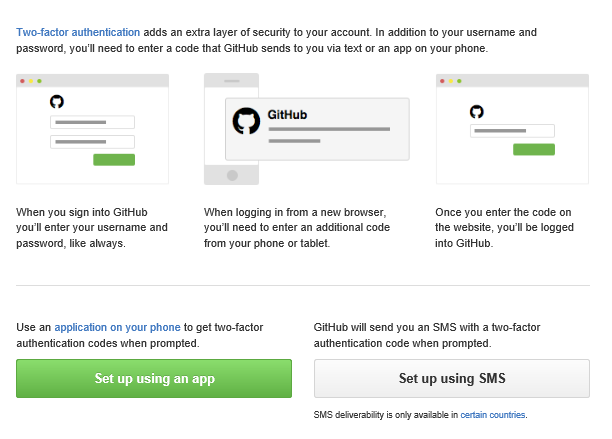 Two-factor authentication adds an extra layer of security to your account. In addition to your username and
password, you'll need to enter a code that GitHub sends to you via text or an app on your phone.
GitHub
When you sign into GitHub
you'll enter your username and
password, like always.
When logging in from a new browser,
you'll need to enter an additional code
from your phone or tablet.
Once you enter the code on
the website, you'll be logged
into GitHub.
Use an application on your phone to get two-factor
authentication codes when prompted.
Set up using an app
GitHub will send you an SMS with a two-factor
authentication code when prompted.
Set up using SMS
SMS deliverability is only available in certain countries.